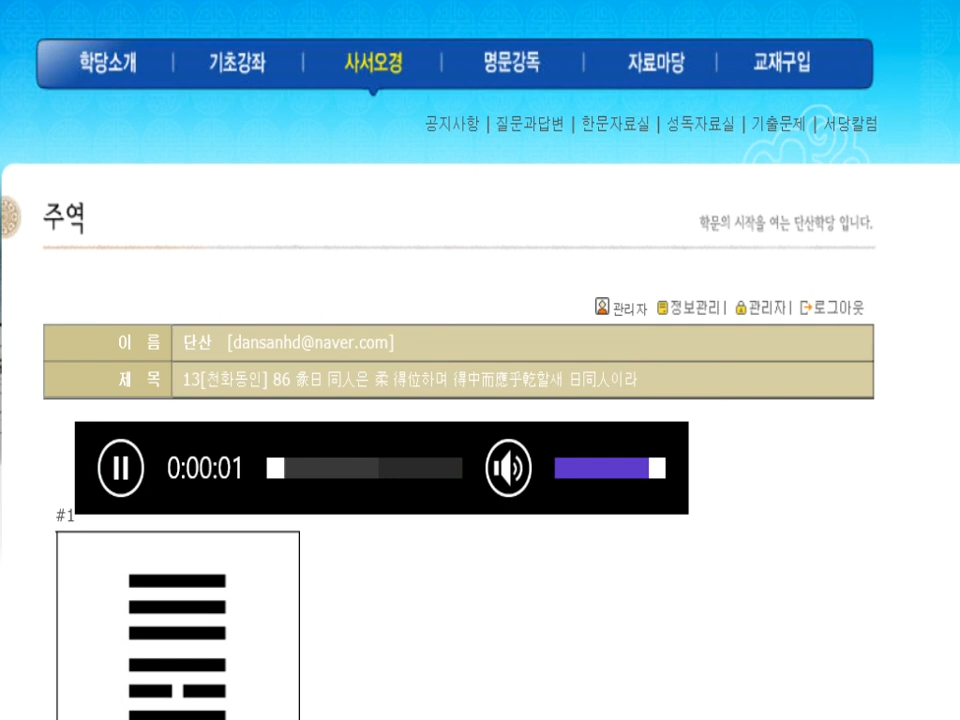 학당소개 | 기초강좌 | 사서오경 | 명문강독 | 자료마당 | 교재구입
공지사항 | 질문과답변 | 한문자료실 | 성독자료실 | 기출문제 | 서당칼럼
주역
학문의 시작을 여는 단산학당 입니다.
관리자 정보관리| 관리자| 로그아웃
이 름 단산 [dansanhd@naver.com]
제 목 13[천화동인] 86 彖曰 同人은 柔 得位하며 得中而應乎乾할새 曰同人이라
0:00:01
#1